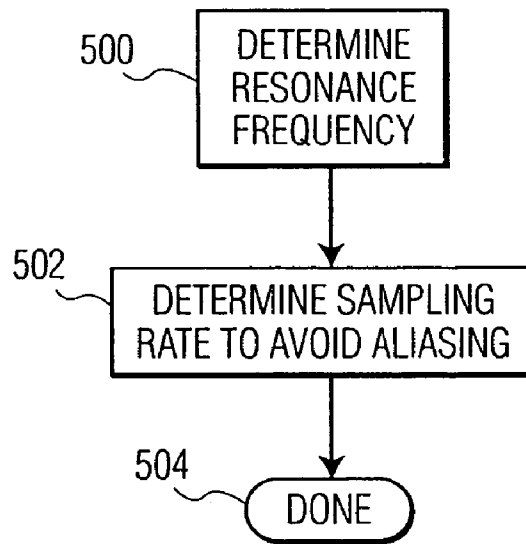 500
DETERMINE
RESONANCE
FREQUENCY
502
DETERMINE SAMPLING
RATE TO AVOID ALIASING
504
DONE